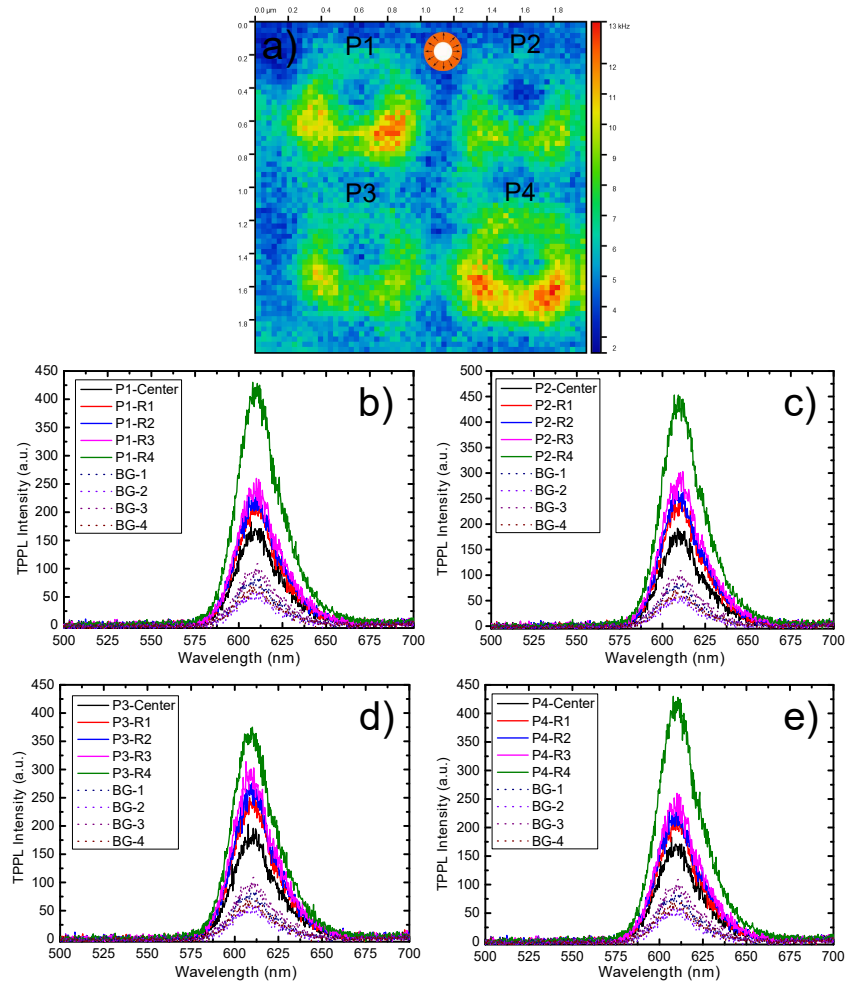 0.0 µm 0.2 0.4 0.6 0.8 1.0 1.2 1.4 1.6 1.8
0.0
0.2
0.4
0.6
0.8
1.0
1.2
1.4
1.6
1.8
a)
P1
P2
P3
P4
13 kHz
12
11
10
9
8
7
6
5
4
3
2
b)
P1-Center
P1-R1
P1-R2
P1-R3
P1-R4
BG-1
BG-2
BG-3
BG-4
TPPL Intensity (a.u.)
450
400
350
300
250
200
150
100
50
0
500 525 550 575 600 625 650 675 700
Wavelength (nm)
c)
P2-Center
P2-R1
P2-R2
P2-R3
P2-R4
BG-1
BG-2
BG-3
BG-4
TPPL Intensity (a.u.)
500
450
400
350
300
250
200
150
100
50
0
500 525 550 575 600 625 650 675 700
Wavelength (nm)
d)
P3-Center
P3-R1
P3-R2
P3-R3
P3-R4
BG-1
BG-2
BG-3
BG-4
TPPL Intensity (a.u.)
450
400
350
300
250
200
150
100
50
0
500 525 550 575 600 625 650 675 700
Wavelength (nm)
e)
P4-Center
P4-R1
P4-R2
P4-R3
P4-R4
BG-1
BG-2
BG-3
BG-4
TPPL Intensity (a.u.)
450
400
350
300
250
200
150
100
50
0
500 525 550 575 600 625 650 675 700
Wavelength (nm)